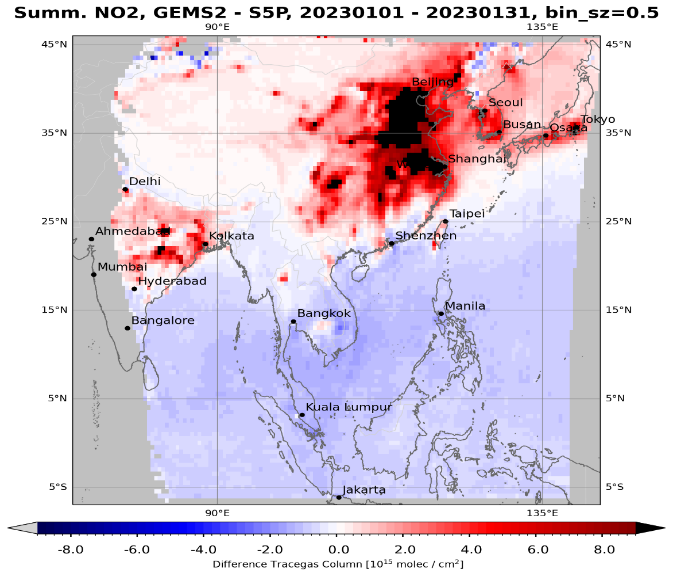 Summ. NO2, GEMS2 - S5P, 20230101 - 20230131, bin_sz=0.5
90°E 135°E
45°N 45°N
Beijing
Seoul
Tokyo
Busan
Osaka
35°N 35°N
Shanghai
Delhi
25°N 25°N
Taipei
Ahmedabad
Kolkata
Shenzhen
Mumbai
Hyderabad
15°N 15°N
Manila
Bangkok
Bangalore
5°N 5°N
Kuala Lumpur
5°S 5°S
Jakarta
90°E 135°E
-8.0 -6.0 -4.0 -2.0 0.0 2.0 4.0 6.0 8.0
Difference Tracegas Column [10¹⁵ molec / cm²]